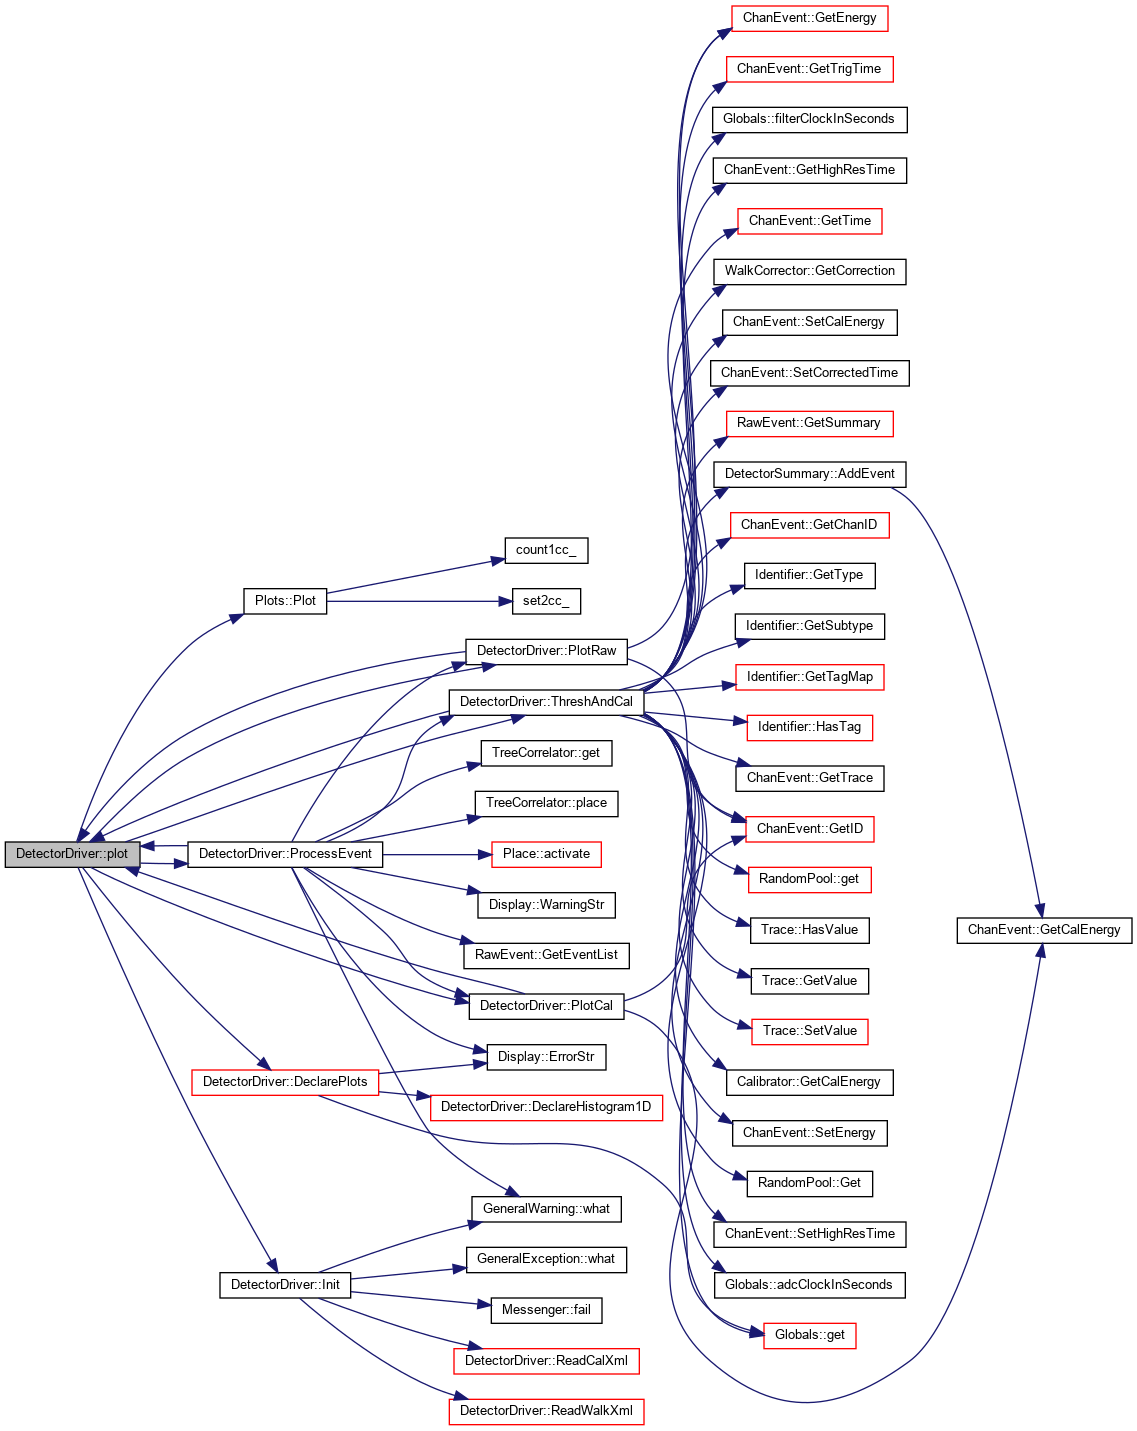 ChanEvent::GetEnergy
ChanEvent::GetTrigTime
Globals::filterClockInSeconds
ChanEvent::GetHighResTime
ChanEvent::GetTime
WalkCorrector::GetCorrection
ChanEvent::SetCalEnergy
ChanEvent::SetCorrectedTime
RawEvent::GetSummary
DetectorSummary::AddEvent
ChanEvent::GetChanID
count1cc_
Identifier::GetType
Plots::Plot
set2cc_
Identifier::GetSubtype
DetectorDriver::PlotRaw
Identifier::GetTagMap
DetectorDriver::ThreshAndCal
Identifier::HasTag
TreeCorrelator::get
ChanEvent::GetTrace
TreeCorrelator::place
ChanEvent::GetID
DetectorDriver::plot
DetectorDriver::ProcessEvent
Place::activate
RandomPool::get
Display::WarningStr
Trace::HasValue
ChanEvent::GetCalEnergy
RawEvent::GetEventList
Trace::GetValue
DetectorDriver::PlotCal
Trace::SetValue
Display::ErrorStr
DetectorDriver::DeclarePlots
Calibrator::GetCalEnergy
DetectorDriver::DeclareHistogram1D
ChanEvent::SetEnergy
RandomPool::Get
GeneralWarning::what
ChanEvent::SetHighResTime
GeneralException::what
DetectorDriver::Init
Globals::adcClockInSeconds
Messenger::fail
Globals::get
DetectorDriver::ReadCalXml
DetectorDriver::ReadWalkXml